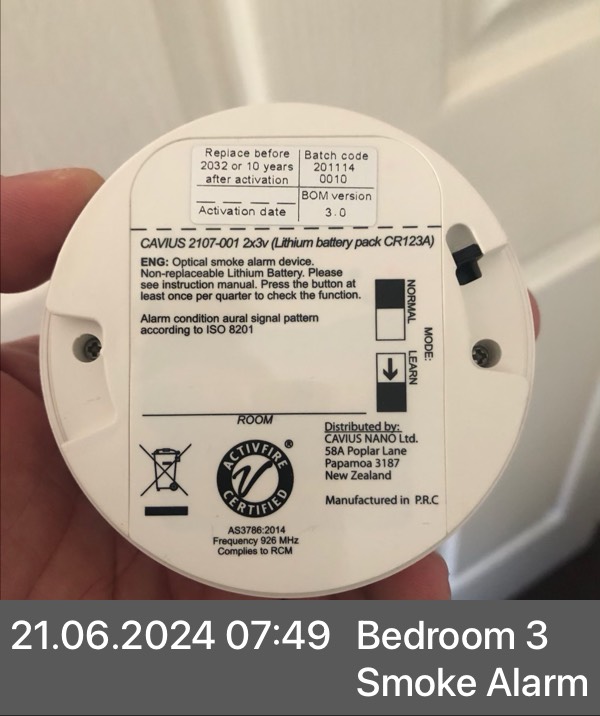 Replace before
2032 or 10 years
after activation
Batch code
201114
0010
Activation date
BOM version
3.0
CAVIUS 2107-001 2x3v (Lithium battery pack CR123A)
ENG: Optical smoke alarm device.
Non-replaceable Lithium Battery. Please
see instruction manual. Press the button at
least once per quarter to check the function.
Alarm condition aural signal pattern
according to ISO 8201
NORMAL
MODE:
LEARN
ROOM
ACTIVFIRE®
CERTIFIED
Distributed by:
CAVIUS NANO Ltd.
58A Poplar Lane
Papamoa 3187
New Zealand
Manufactured in P.R.C
AS3786:2014
Frequency 926 MHz
Complies to RCM
21.06.2024 07:49
Bedroom 3
Smoke Alarm